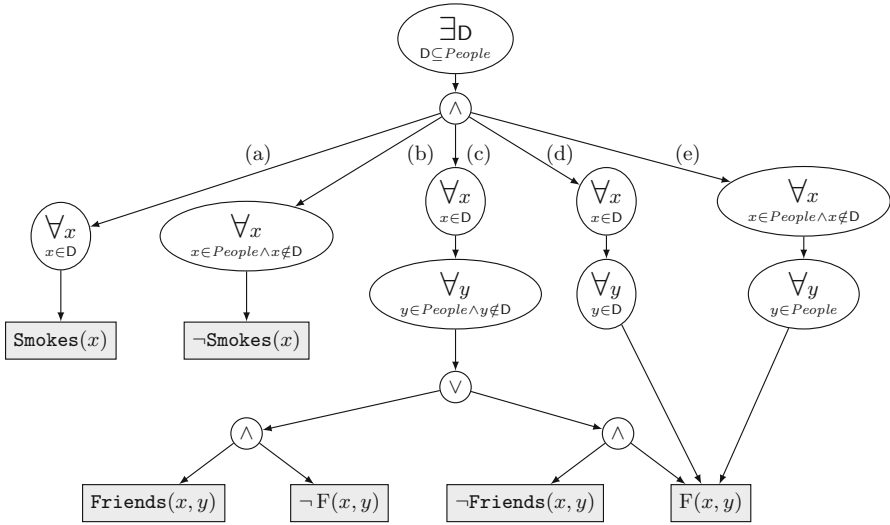 ∃D
D⊆People
∧
(a)
(b)
(c)
(d)
(e)
∀x
x∈D
∀x
x∈People∧x∉D
∀x
x∈D
∀x
x∈D
∀x
x∈People∧x∉D
∀y
y∈People∧y∉D
∀y
y∈D
∀y
y∈People
Smokes(x)
¬Smokes(x)
∨
∧
∧
Friends(x, y)
¬ F(x, y)
¬Friends(x, y)
F(x, y)